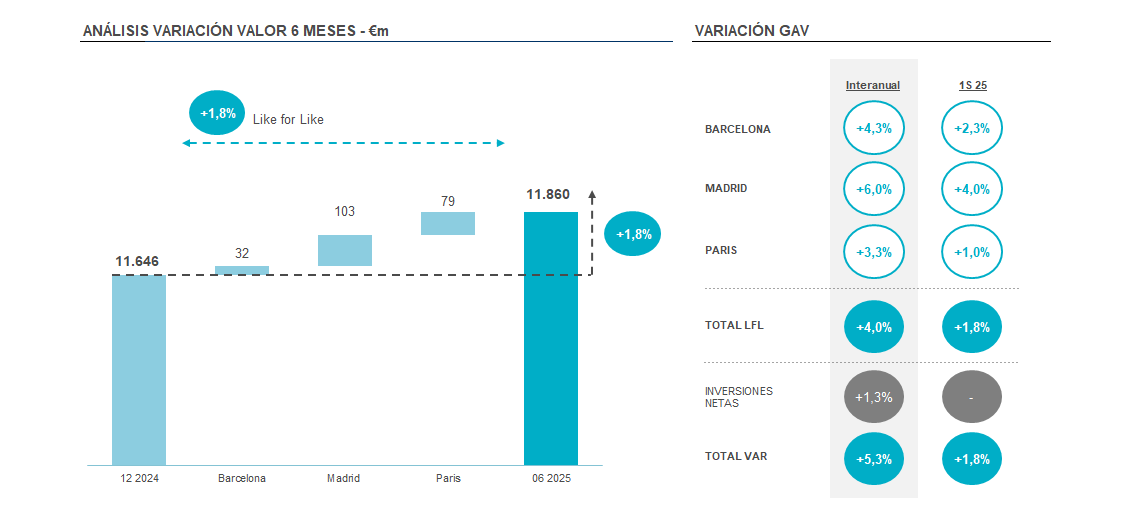 ANÁLISIS VARIACIÓN VALOR 6 MESES - €m
+1,8%
Like for Like
11.646
32
103
79
11.860
+1,8%
12 2024
Barcelona
Madrid
Paris
06 2025
VARIACIÓN GAV
Interanual
1S 25
BARCELONA
+4,3%
+2,3%
MADRID
+6,0%
+4,0%
PARIS
+3,3%
+1,0%
TOTAL LFL
+4,0%
+1,8%
INVERSIONES
NETAS
+1,3%
-
TOTAL VAR
+5,3%
+1,8%